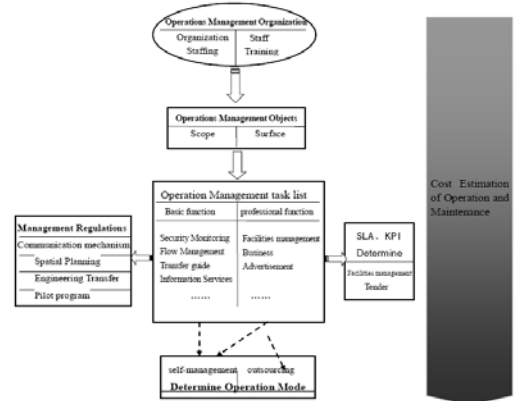 Operations Management Organization
Organization Staff
Staffing Training
Operations Management Objects
Scope Surface
Operation Management task list
Basic function professional function
Security Monitoring Facilities management
Flow Management Business
Transfer guide Advertisement
Information Services
…… ……
Management Regulations
Communication mechanism
Spatial Planning
Engineering Transfer
Pilot program
SLA、KPI
Determine
Facilities management
Tender
self-management outsourcing
Determine Operation Mode
Cost Estimation
of Operation and
Maintenance